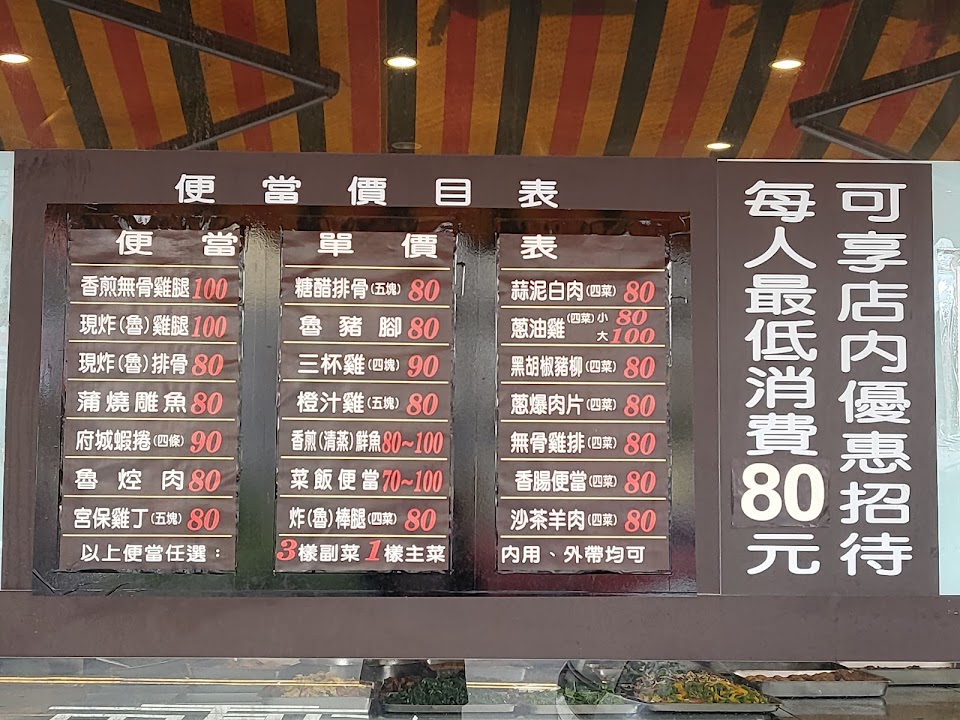 便當價目表
便當單價表
香煎無骨雞腿 100
現炸(魯)雞腿 100
現炸(魯)排骨 80
蒲燒雕魚 80
府城蝦捲(四條) 90
魯焢肉 80
宮保雞丁(五塊) 80
以上便當任選：
糖醋排骨(五塊) 80
魯豬腳 80
三杯雞(四塊) 90
橙汁雞(五塊) 80
香煎(清蒸)鮮魚 80~100
菜飯便當 70~100
炸(魯)棒腿(四菜) 80
3樣副菜1樣主菜
蒜泥白肉(四菜) 80
蔥油雞(四菜) 小 80
大 100
黑胡椒豬柳(四菜) 80
蔥爆肉片(四菜) 80
無骨雞排(四菜) 80
香腸便當(四菜) 80
沙茶羊肉(四菜) 80
內用、外帶均可
每人最低消費80元
可享店內優惠招待